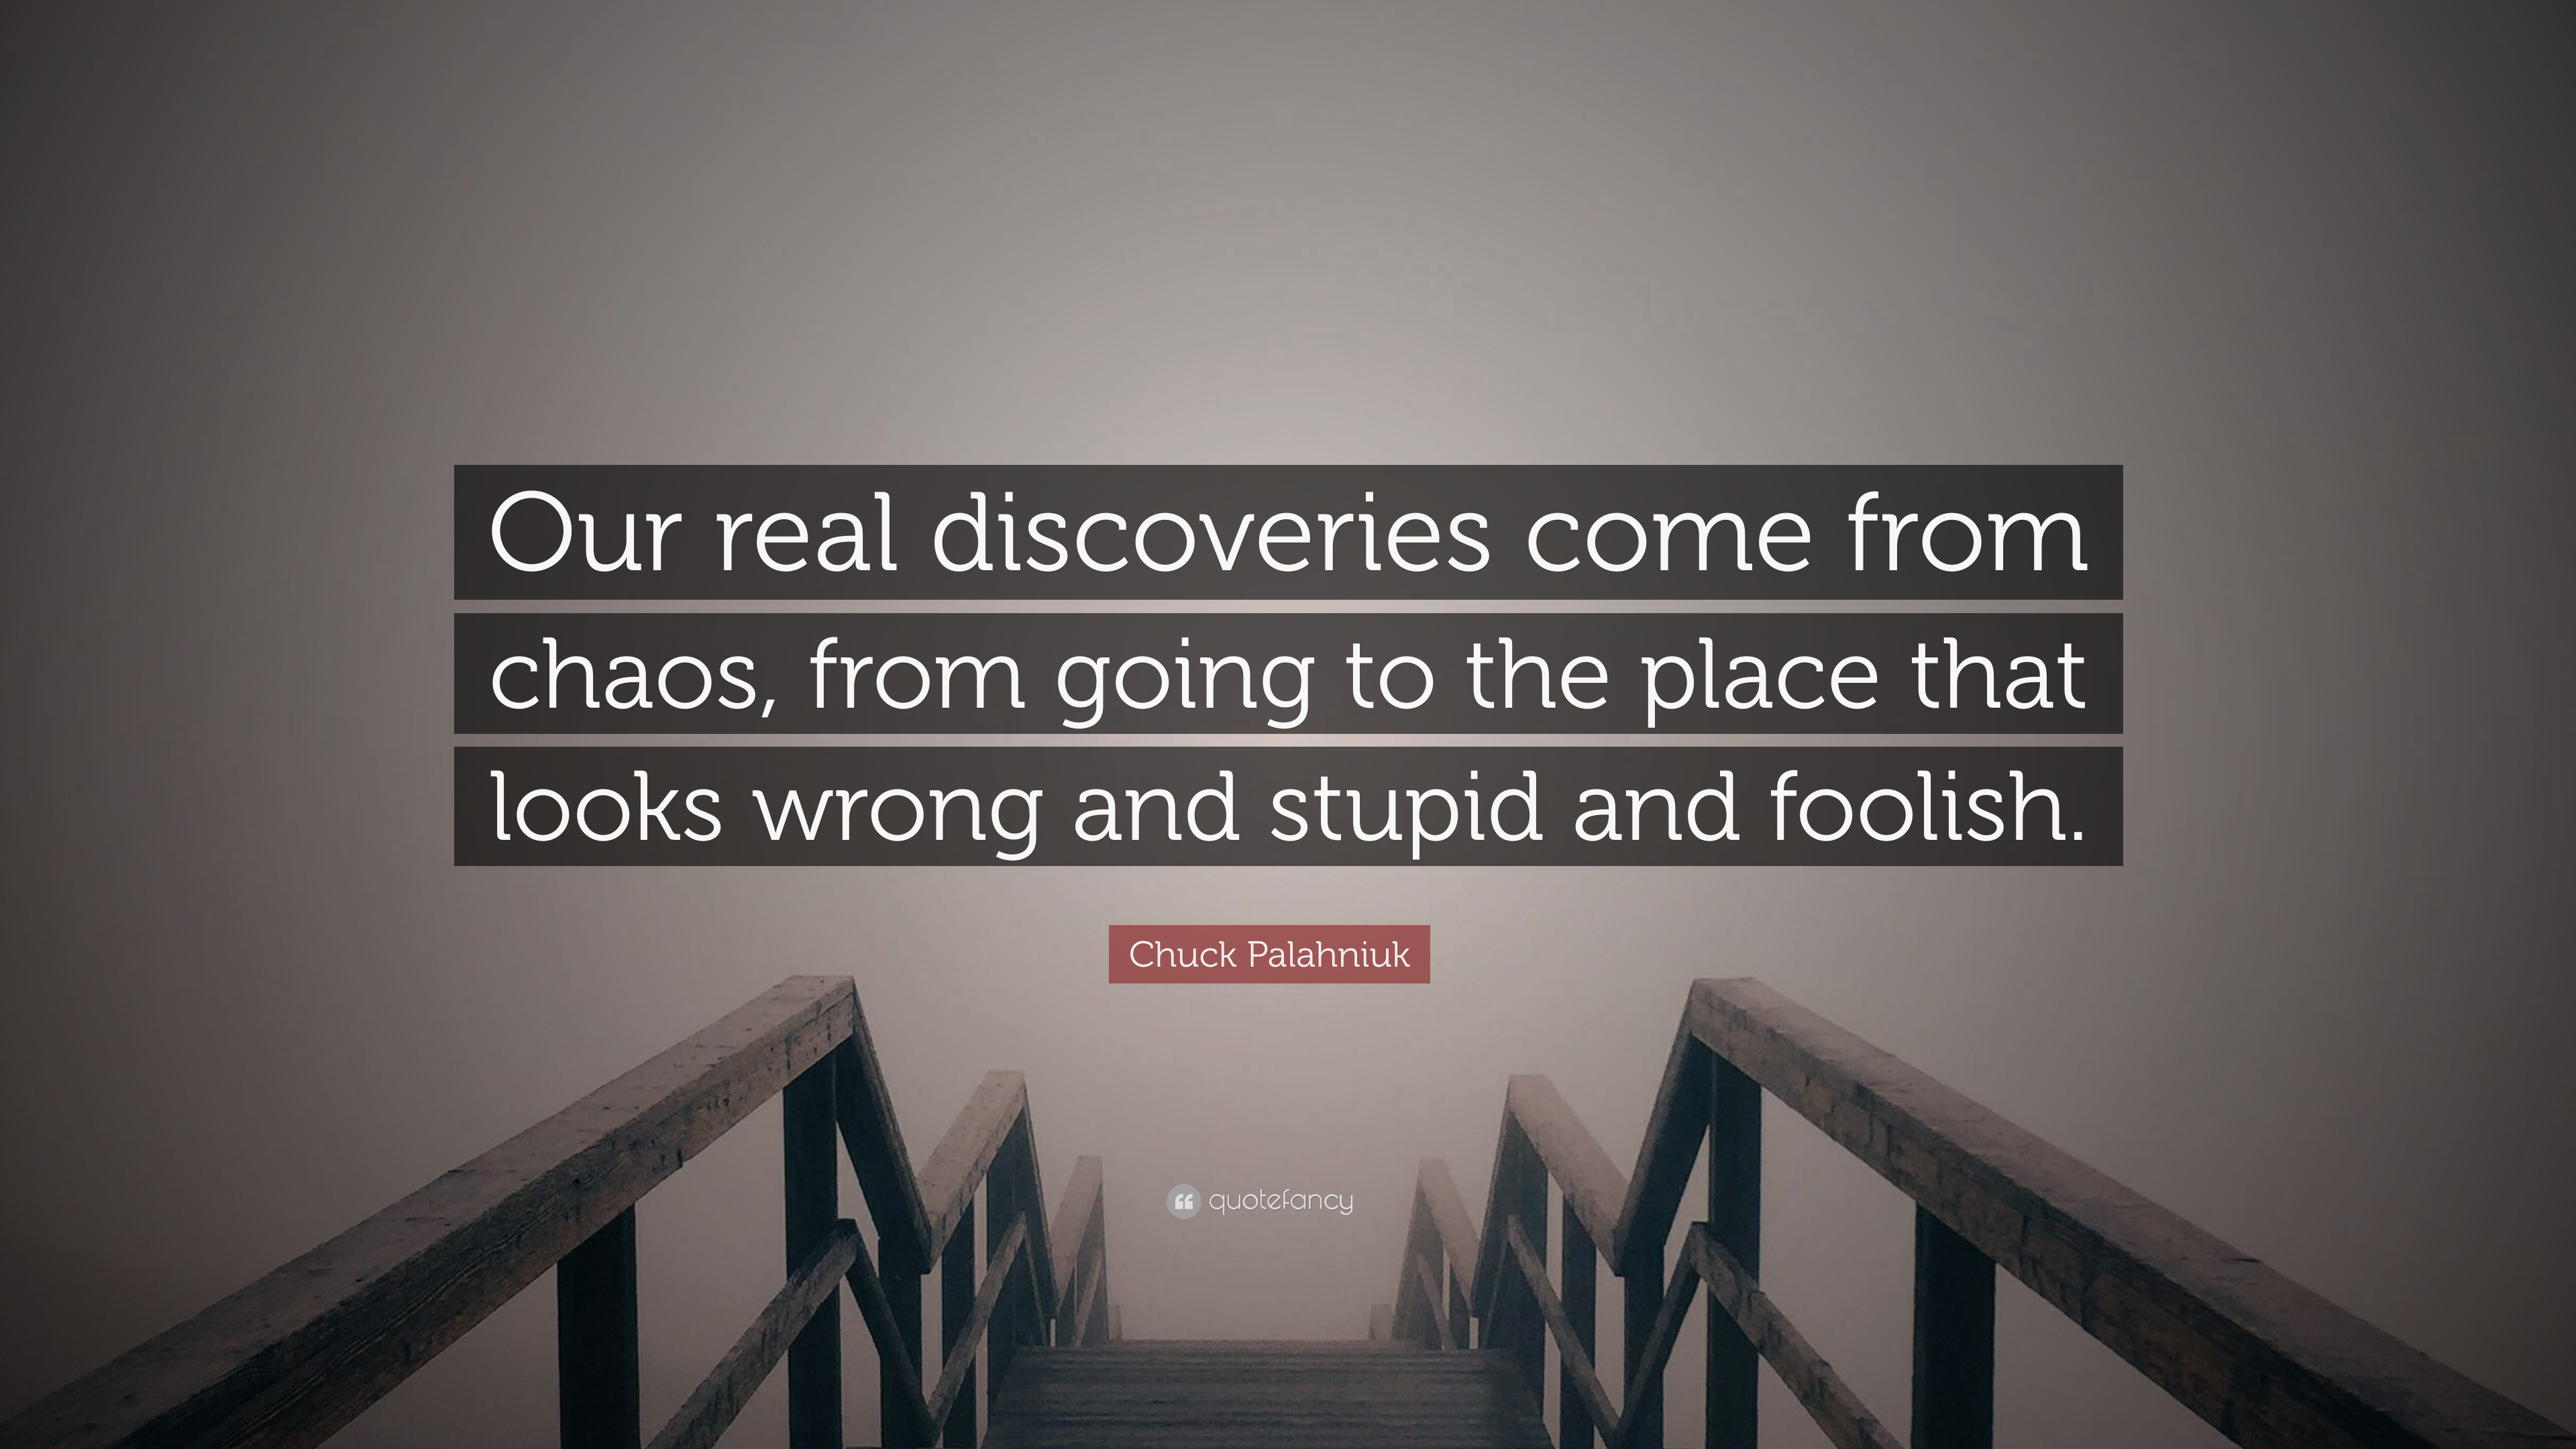 Our real discoveries come from
chaos, from going to the place that
looks wrong and stupid and foolish.
Chuck Palahniuk
quotefancy